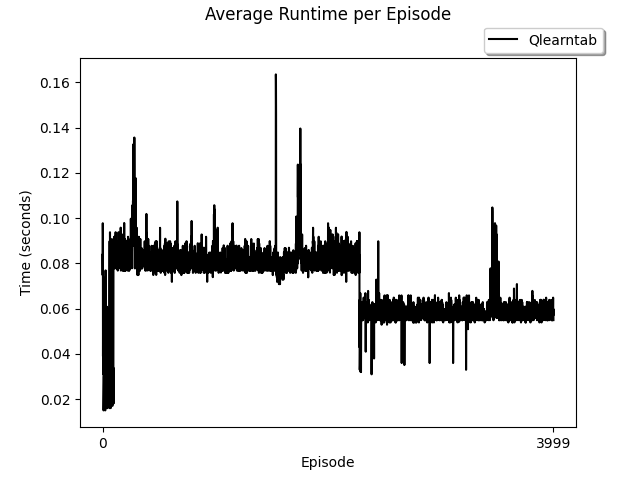 Average Runtime per Episode
Qlearntab
0.16
0.14
0.12
0.10
0.08
0.06
0.04
0.02
Time (seconds)
0
3999
Episode